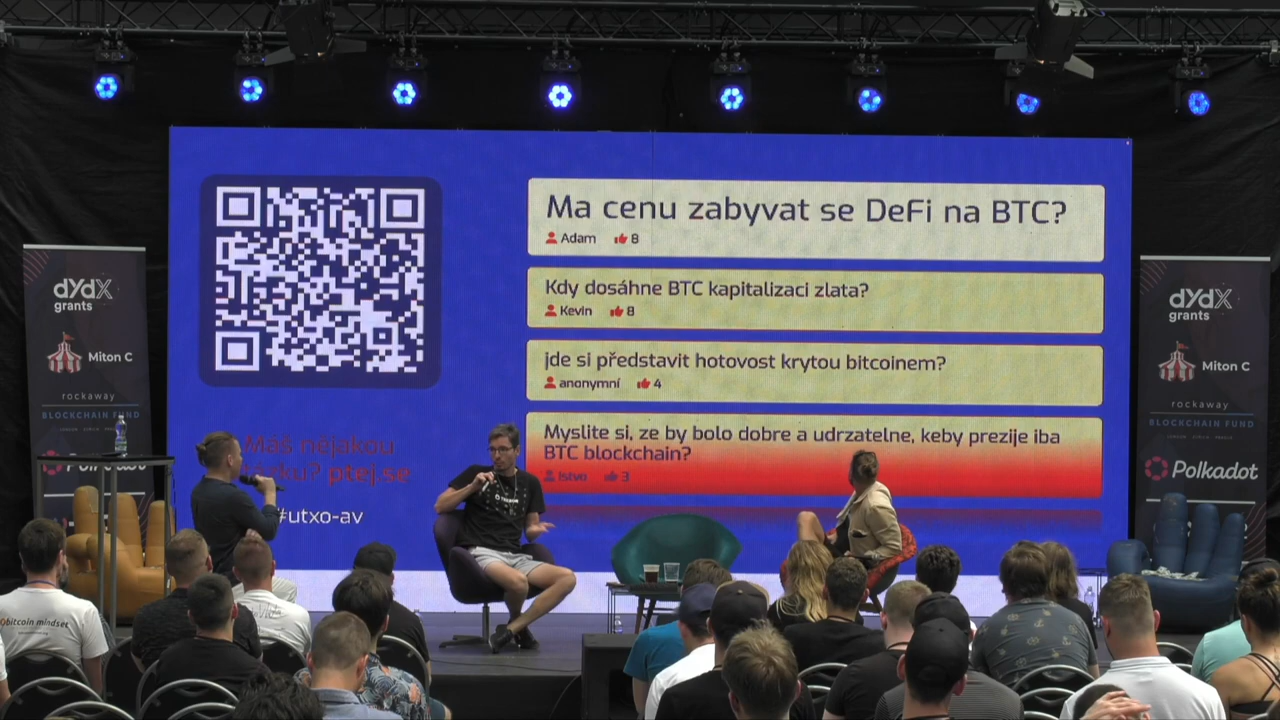 Ma cenu zabyvat se DeFi na BTC?
Adam 8
Kdy dosáhne BTC kapitalizaci zlata?
Kevin 8
jde si představit hotovost krytou bitcoinem?
anonymní 4
Myslite si, ze by bolo dobre a udrzatelne, keby prezije iba
BTC blockchain?
Istvo 3
Máš nějakou
ptej se
#utxo-av
dYdX
grants
Miton C
rockaway
BLOCKCHAIN FUND
dYdX
grants
Miton C
rockaway
BLOCKCHAIN FUND
Polkadot
bitcoin mindset